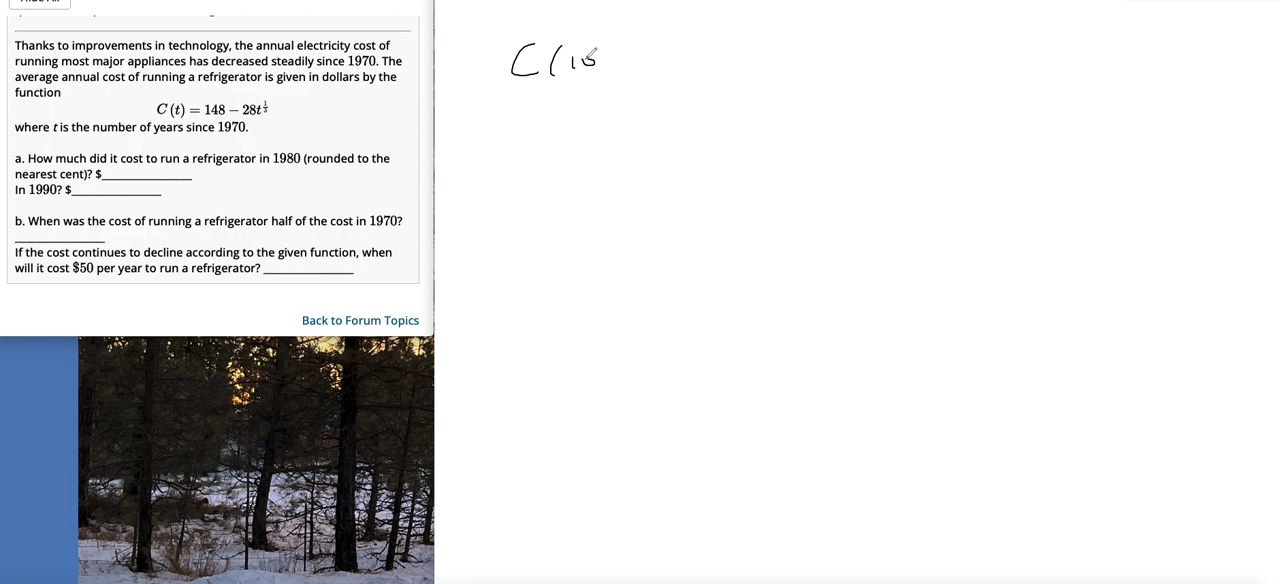 Thanks to improvements in technology, the annual electricity cost of
running most major appliances has decreased steadily since 1970. The
average annual cost of running a refrigerator is given in dollars by the
function
C (t) = 148 − 28t^{1/3}
where t is the number of years since 1970.
a. How much did it cost to run a refrigerator in 1980 (rounded to the
nearest cent)? $______________
In 1990? $______________
b. When was the cost of running a refrigerator half of the cost in 1970?
______________
If the cost continues to decline according to the given function, when
will it cost $50 per year to run a refrigerator? ______________
Back to Forum Topics
C(10